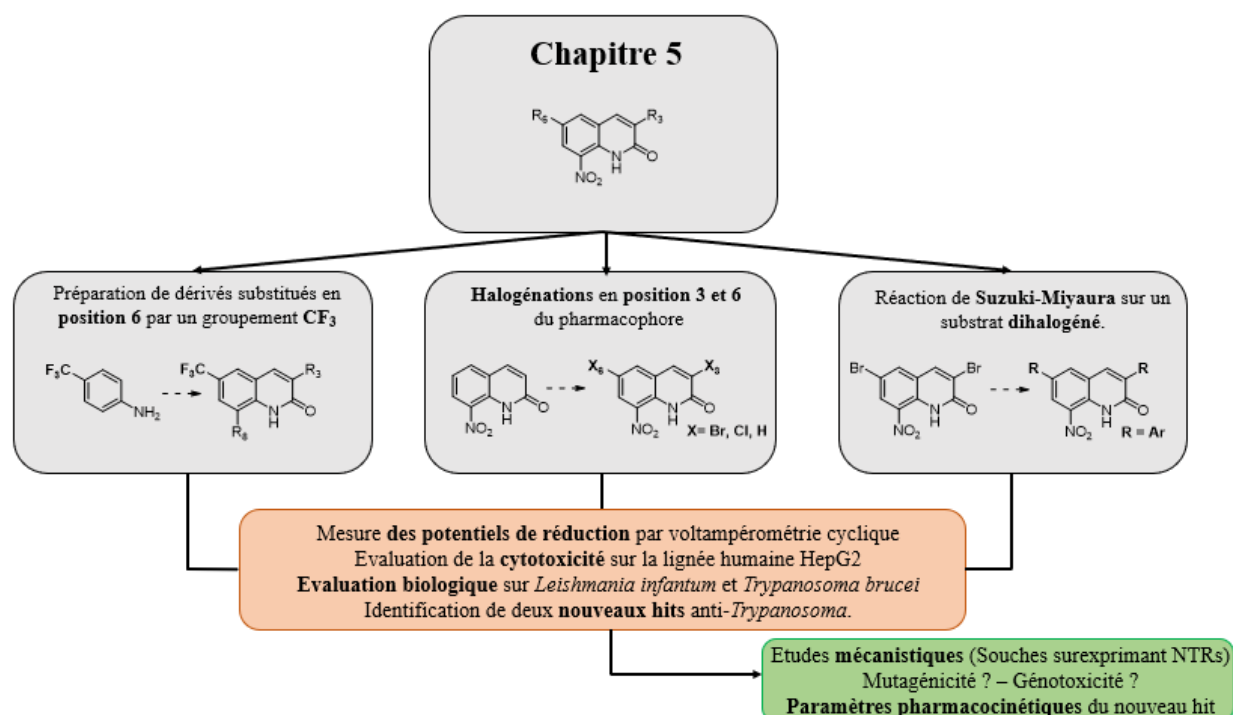 Chapitre 5
R6
R3
N
H
O
NO2
Préparation de dérivés substitués en
position 6 par un groupement CF3
F3C
NH2
F3C
R3
N
H
O
R8
Halogénations en position 3 et 6
du pharmacophore
N
H
O
NO2
X6
X3
N
H
O
NO2
X= Br, Cl, H
Réaction de Suzuki-Miyaura sur un
substrat dihalogéné.
Br
Br
N
H
O
NO2
R
R
N
H
O
NO2
R = Ar
Mesure des potentiels de réduction par voltampérométrie cyclique
Evaluation de la cytotoxicité sur la lignée humaine HepG2
Evaluation biologique sur Leishmania infantum et Trypanosoma brucei
Identification de deux nouveaux hits anti-Trypanosoma.
Etudes mécanistiques (Souches surexprimant NTRs)
Mutagénicité ? – Génotoxicité ?
Paramètres pharmacocinétiques du nouveau hit